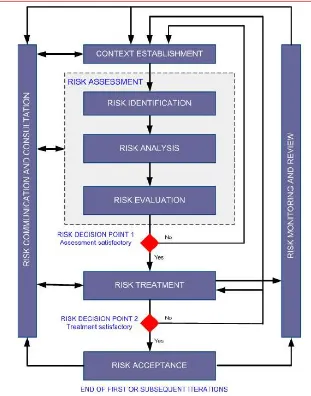 CONTEXT ESTABLISHMENT
RISK ASSESSMENT
RISK IDENTIFICATION
RISK ANALYSIS
RISK EVALUATION
RISK COMMUNICATION AND CONSULTATION
RISK MONITORING AND REVIEW
RISK DECISION POINT 1
Assessment satisfactory
No
Yes
RISK TREATMENT
RISK DECISION POINT 2
Treatment satisfactory
No
Yes
RISK ACCEPTANCE
END OF FIRST OR SUBSEQUENT ITERATIONS